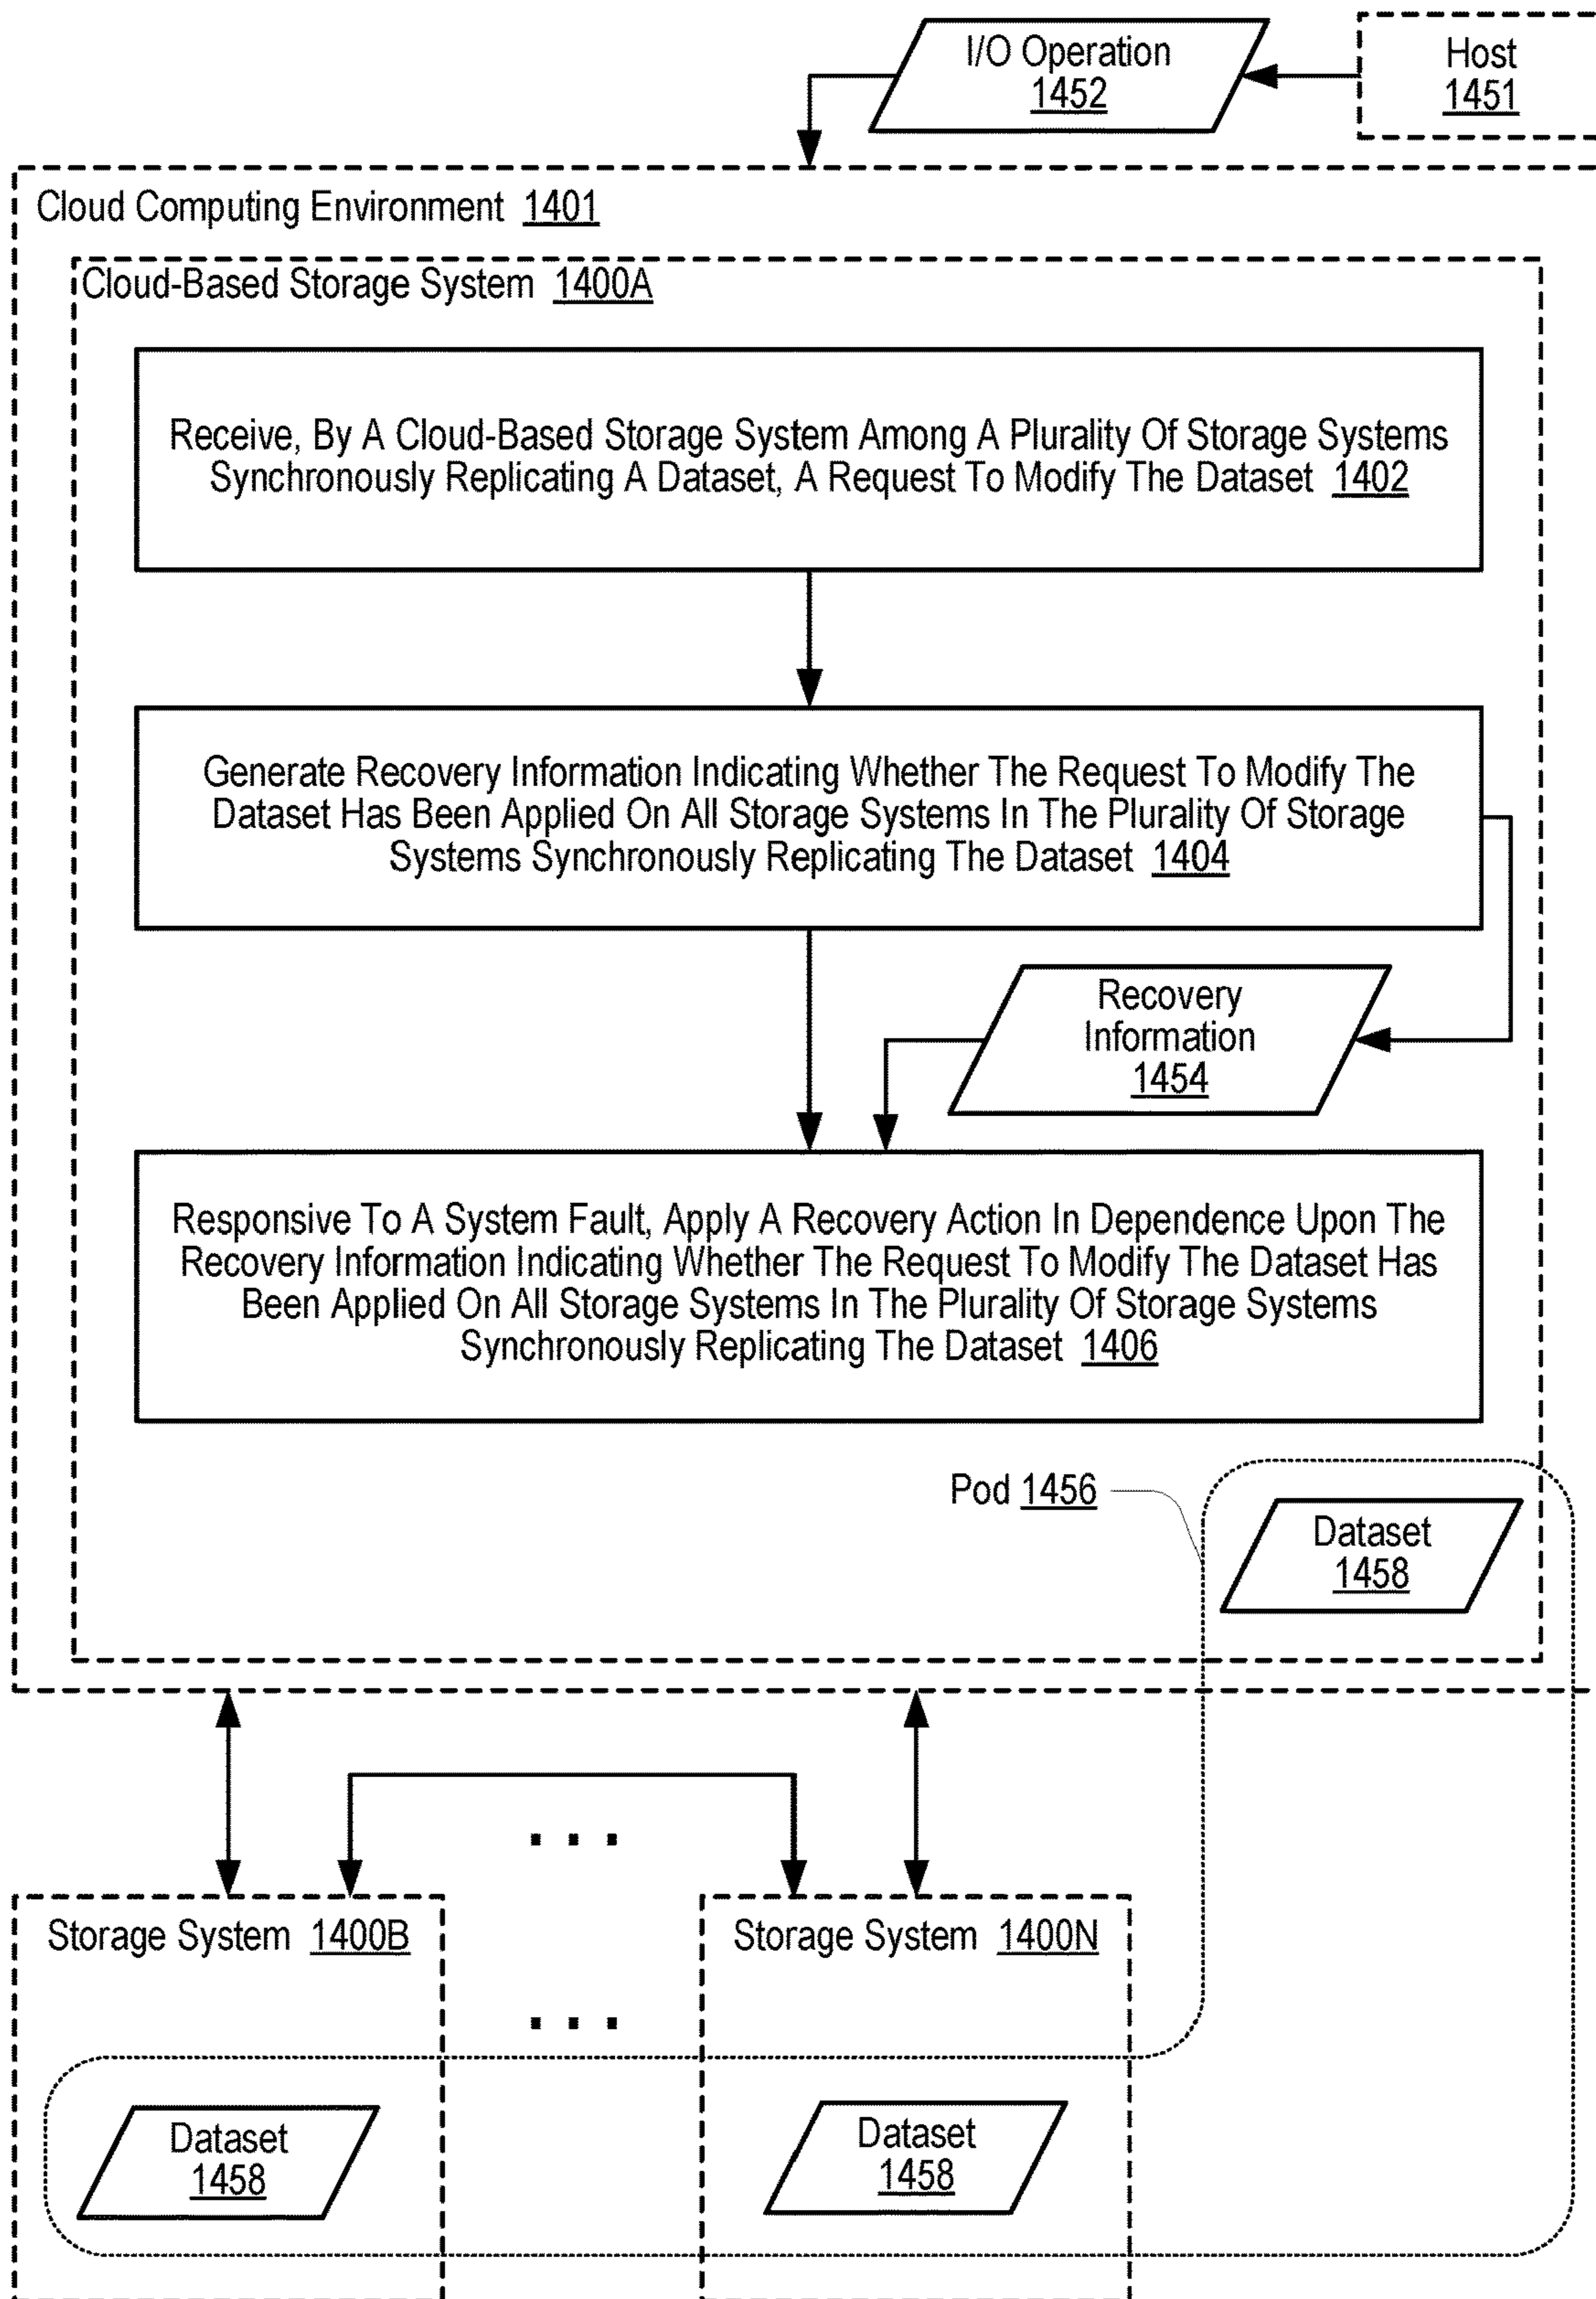 I/O Operation
1452
Host
1451
Cloud Computing Environment 1401
Cloud-Based Storage System 1400A
Receive, By A Cloud-Based Storage System Among A Plurality Of Storage Systems
Synchronously Replicating A Dataset, A Request To Modify The Dataset 1402
Generate Recovery Information Indicating Whether The Request To Modify The
Dataset Has Been Applied On All Storage Systems In The Plurality Of Storage
Systems Synchronously Replicating The Dataset 1404
Recovery
Information
1454
Responsive To A System Fault, Apply A Recovery Action In Dependence Upon The
Recovery Information Indicating Whether The Request To Modify The Dataset Has
Been Applied On All Storage Systems In The Plurality Of Storage Systems
Synchronously Replicating The Dataset 1406
Pod 1456
Dataset
1458
. . .
Storage System 1400B
Storage System 1400N
. . .
Dataset
1458
Dataset
1458